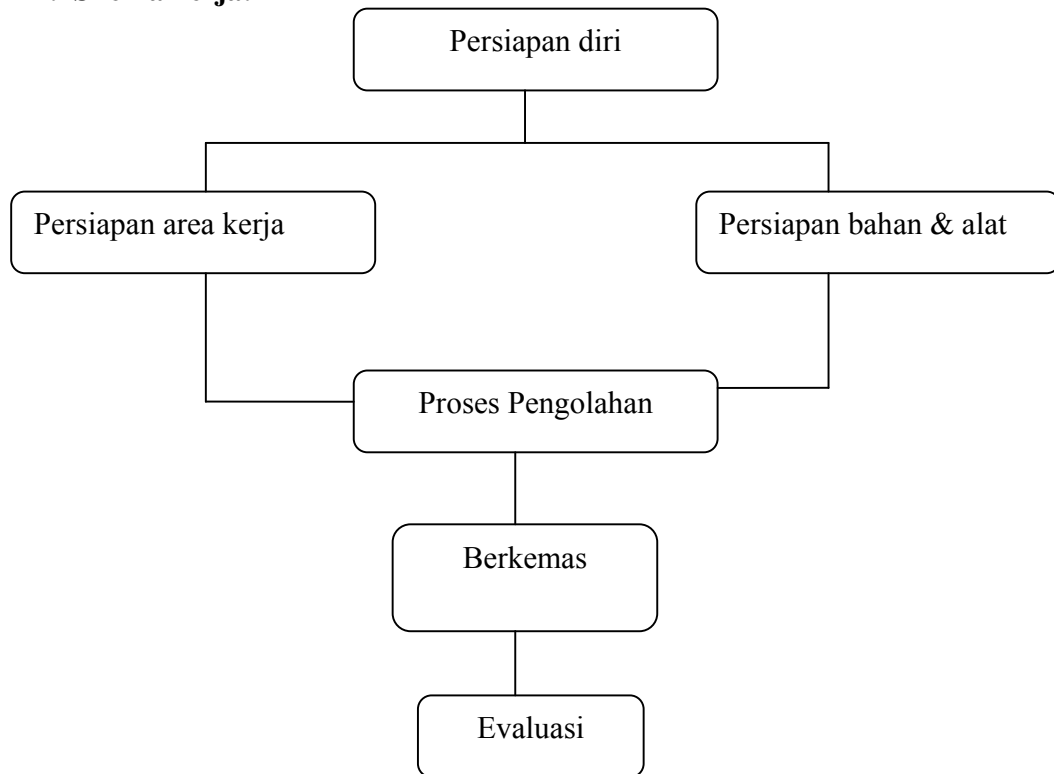 Persiapan diri
Persiapan area kerja
Persiapan bahan & alat
Proses Pengolahan
Berkemas
Evaluasi